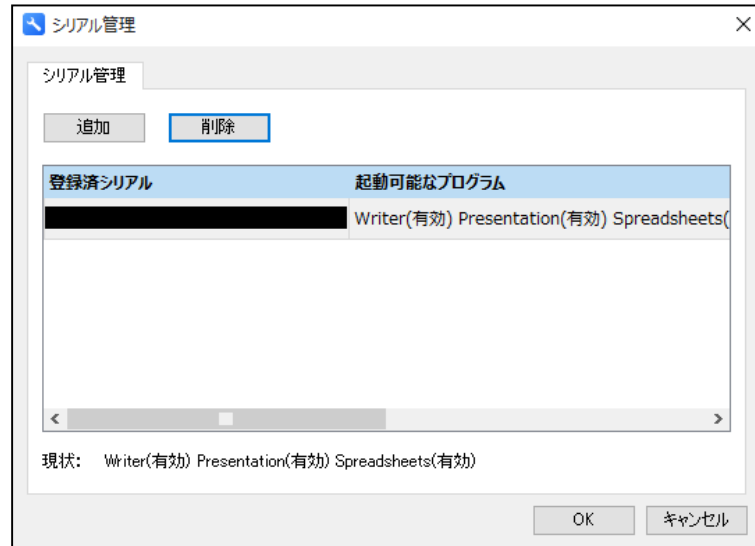 シリアル管理
シリアル管理
追加 削除
登録済シリアル 起動可能なプログラム
Writer(有効) Presentation(有効) Spreadsheets(
現状: Writer(有効) Presentation(有効) Spreadsheets(有効)
OK キャンセル